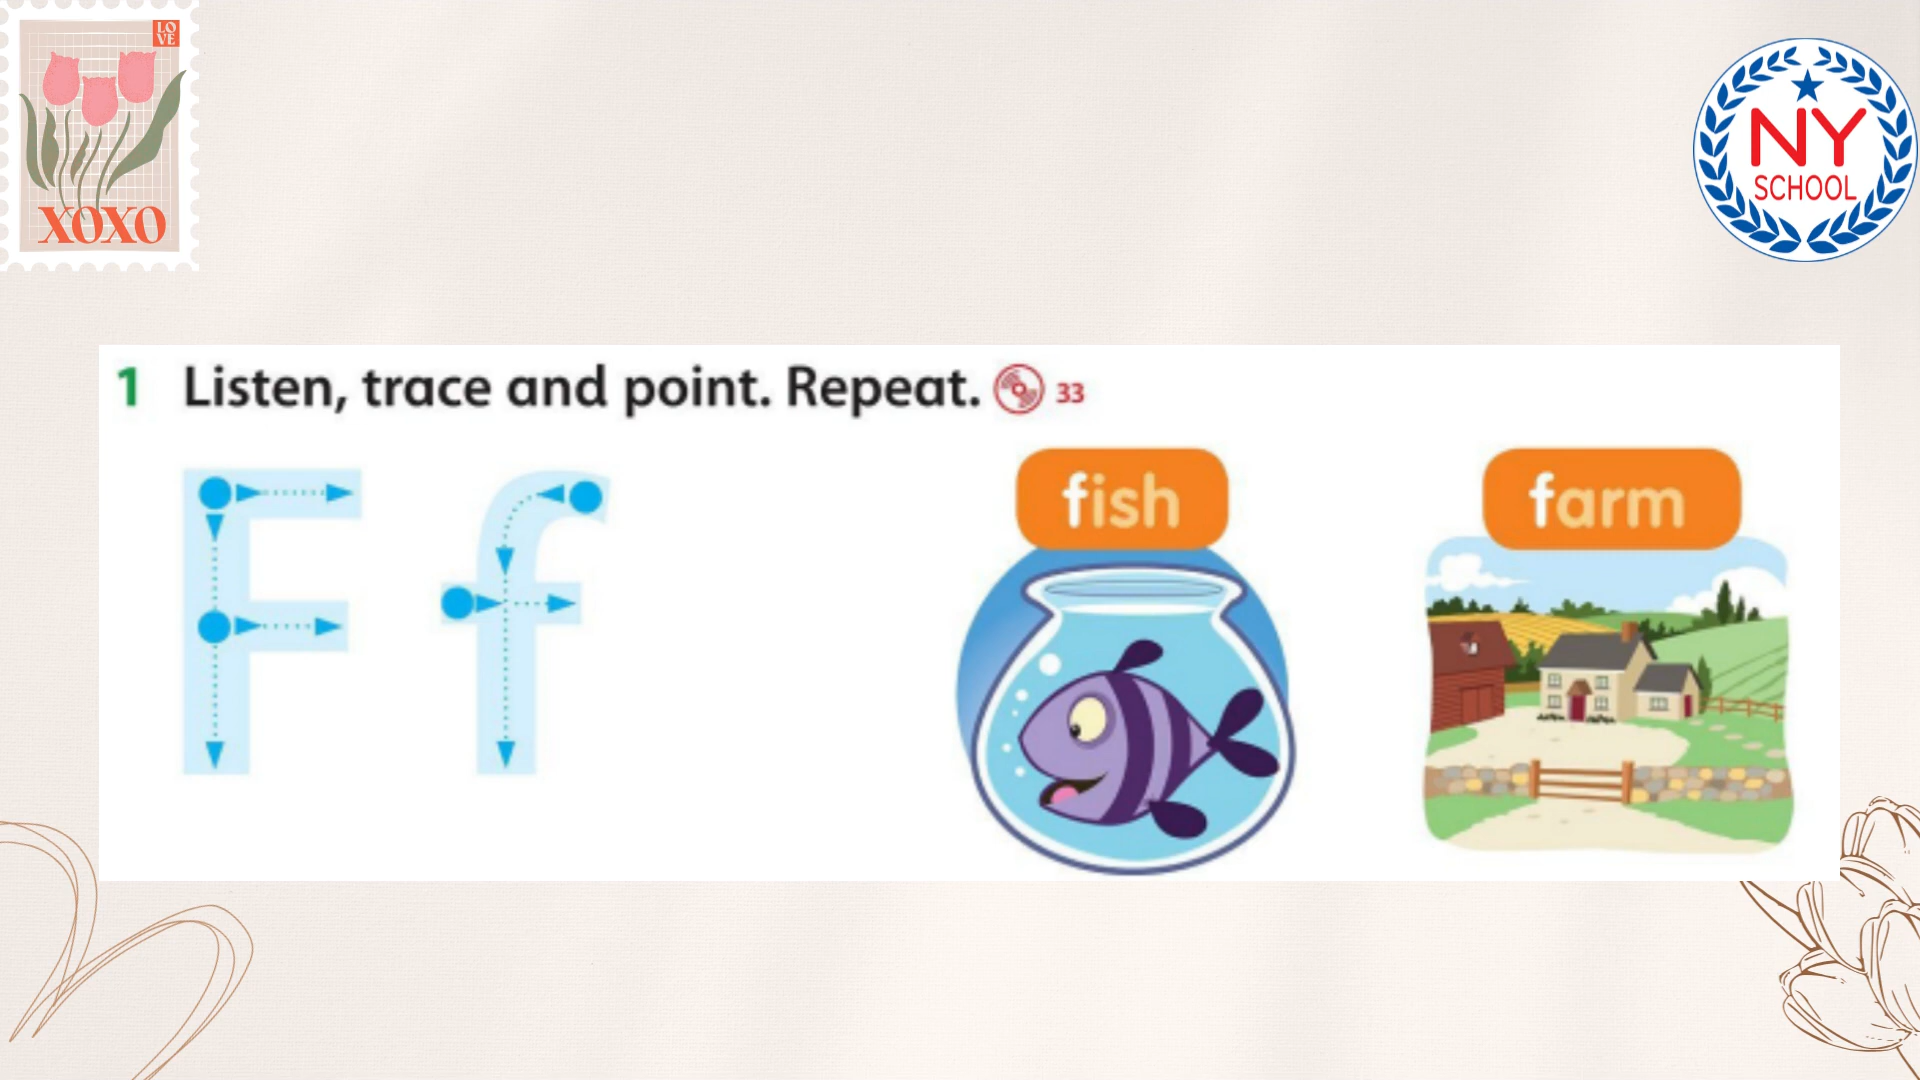 LO
VE
XOXO
NY
SCHOOL
1 Listen, trace and point. Repeat. 33
F f
fish
farm